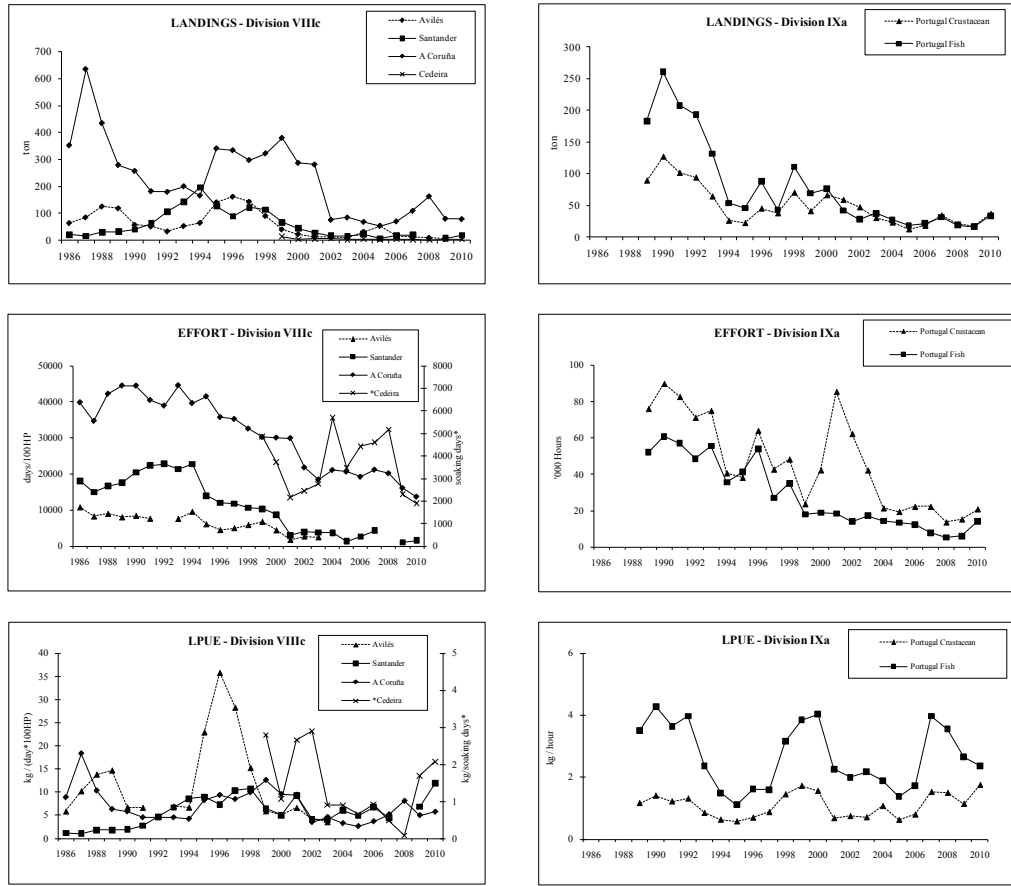 LANDINGS - Division VIIIc
Avilés
Santander
A Coruña
Cedeira
ton
700
600
500
400
300
200
100
0
1986 1988 1990 1992 1994 1996 1998 2000 2002 2004 2006 2008 2010
LANDINGS - Division IXa
Portugal Crustacean
Portugal Fish
ton
300
250
200
150
100
50
0
1986 1988 1990 1992 1994 1996 1998 2000 2002 2004 2006 2008 2010
EFFORT - Division VIIIc
Avilés
Santander
A Coruña
*Cedeira
days/100HP
50000
40000
30000
20000
10000
0
8000
7000
6000
5000
4000
3000
2000
1000
0
soaking days*
1986 1988 1990 1992 1994 1996 1998 2000 2002 2004 2006 2008 2010
EFFORT - Division IXa
Portugal Crustacean
Portugal Fish
'000 Hours
100
80
60
40
20
0
1986 1988 1990 1992 1994 1996 1998 2000 2002 2004 2006 2008 2010
LPUE - Division VIIIc
Avilés
Santander
A Coruña
*Cedeira
kg / (day*100HP)
40
35
30
25
20
15
10
5
0
5
4
3
2
1
0
kg/soaking days*
1986 1988 1990 1992 1994 1996 1998 2000 2002 2004 2006 2008 2010
LPUE - Division IXa
Portugal Crustacean
Portugal Fish
kg / hour
6
4
2
0
1986 1988 1990 1992 1994 1996 1998 2000 2002 2004 2006 2008 2010